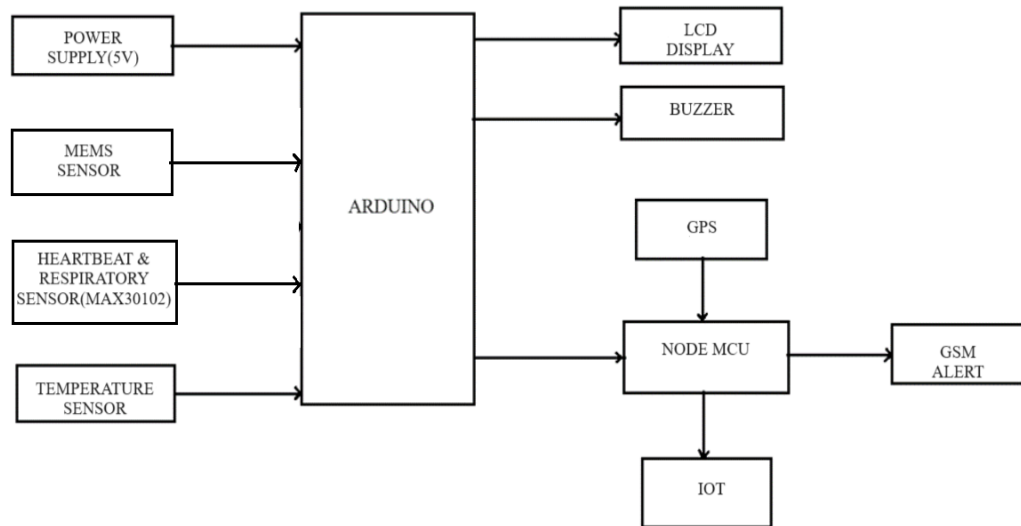 POWER
SUPPLY(5V)
MEMS
SENSOR
HEARTBEAT &
RESPIRATORY
SENSOR(MAX30102)
TEMPERATURE
SENSOR
ARDUINO
LCD
DISPLAY
BUZZER
GPS
NODE MCU
GSM
ALERT
IOT